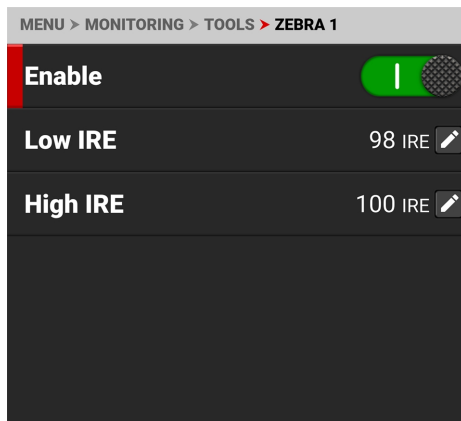 MENU > MONITORING > TOOLS > ZEBRA 1
Enable
Low IRE 98 IRE
High IRE 100 IRE